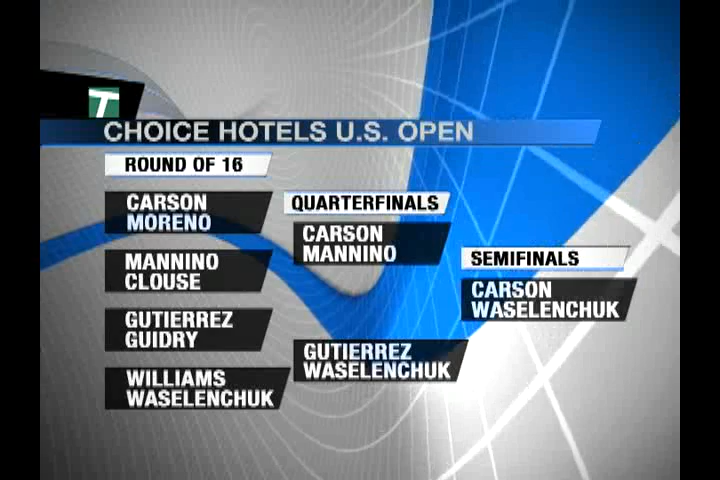 T
CHOICE HOTELS U.S. OPEN
ROUND OF 16
CARSON
MORENO
MANNINO
CLOUSE
GUTIERREZ
GUIDRY
WILLIAMS
WASELENCHUK
QUARTERFINALS
CARSON
MANNINO
GUTIERREZ
WASELENCHUK
SEMIFINALS
CARSON
WASELENCHUK